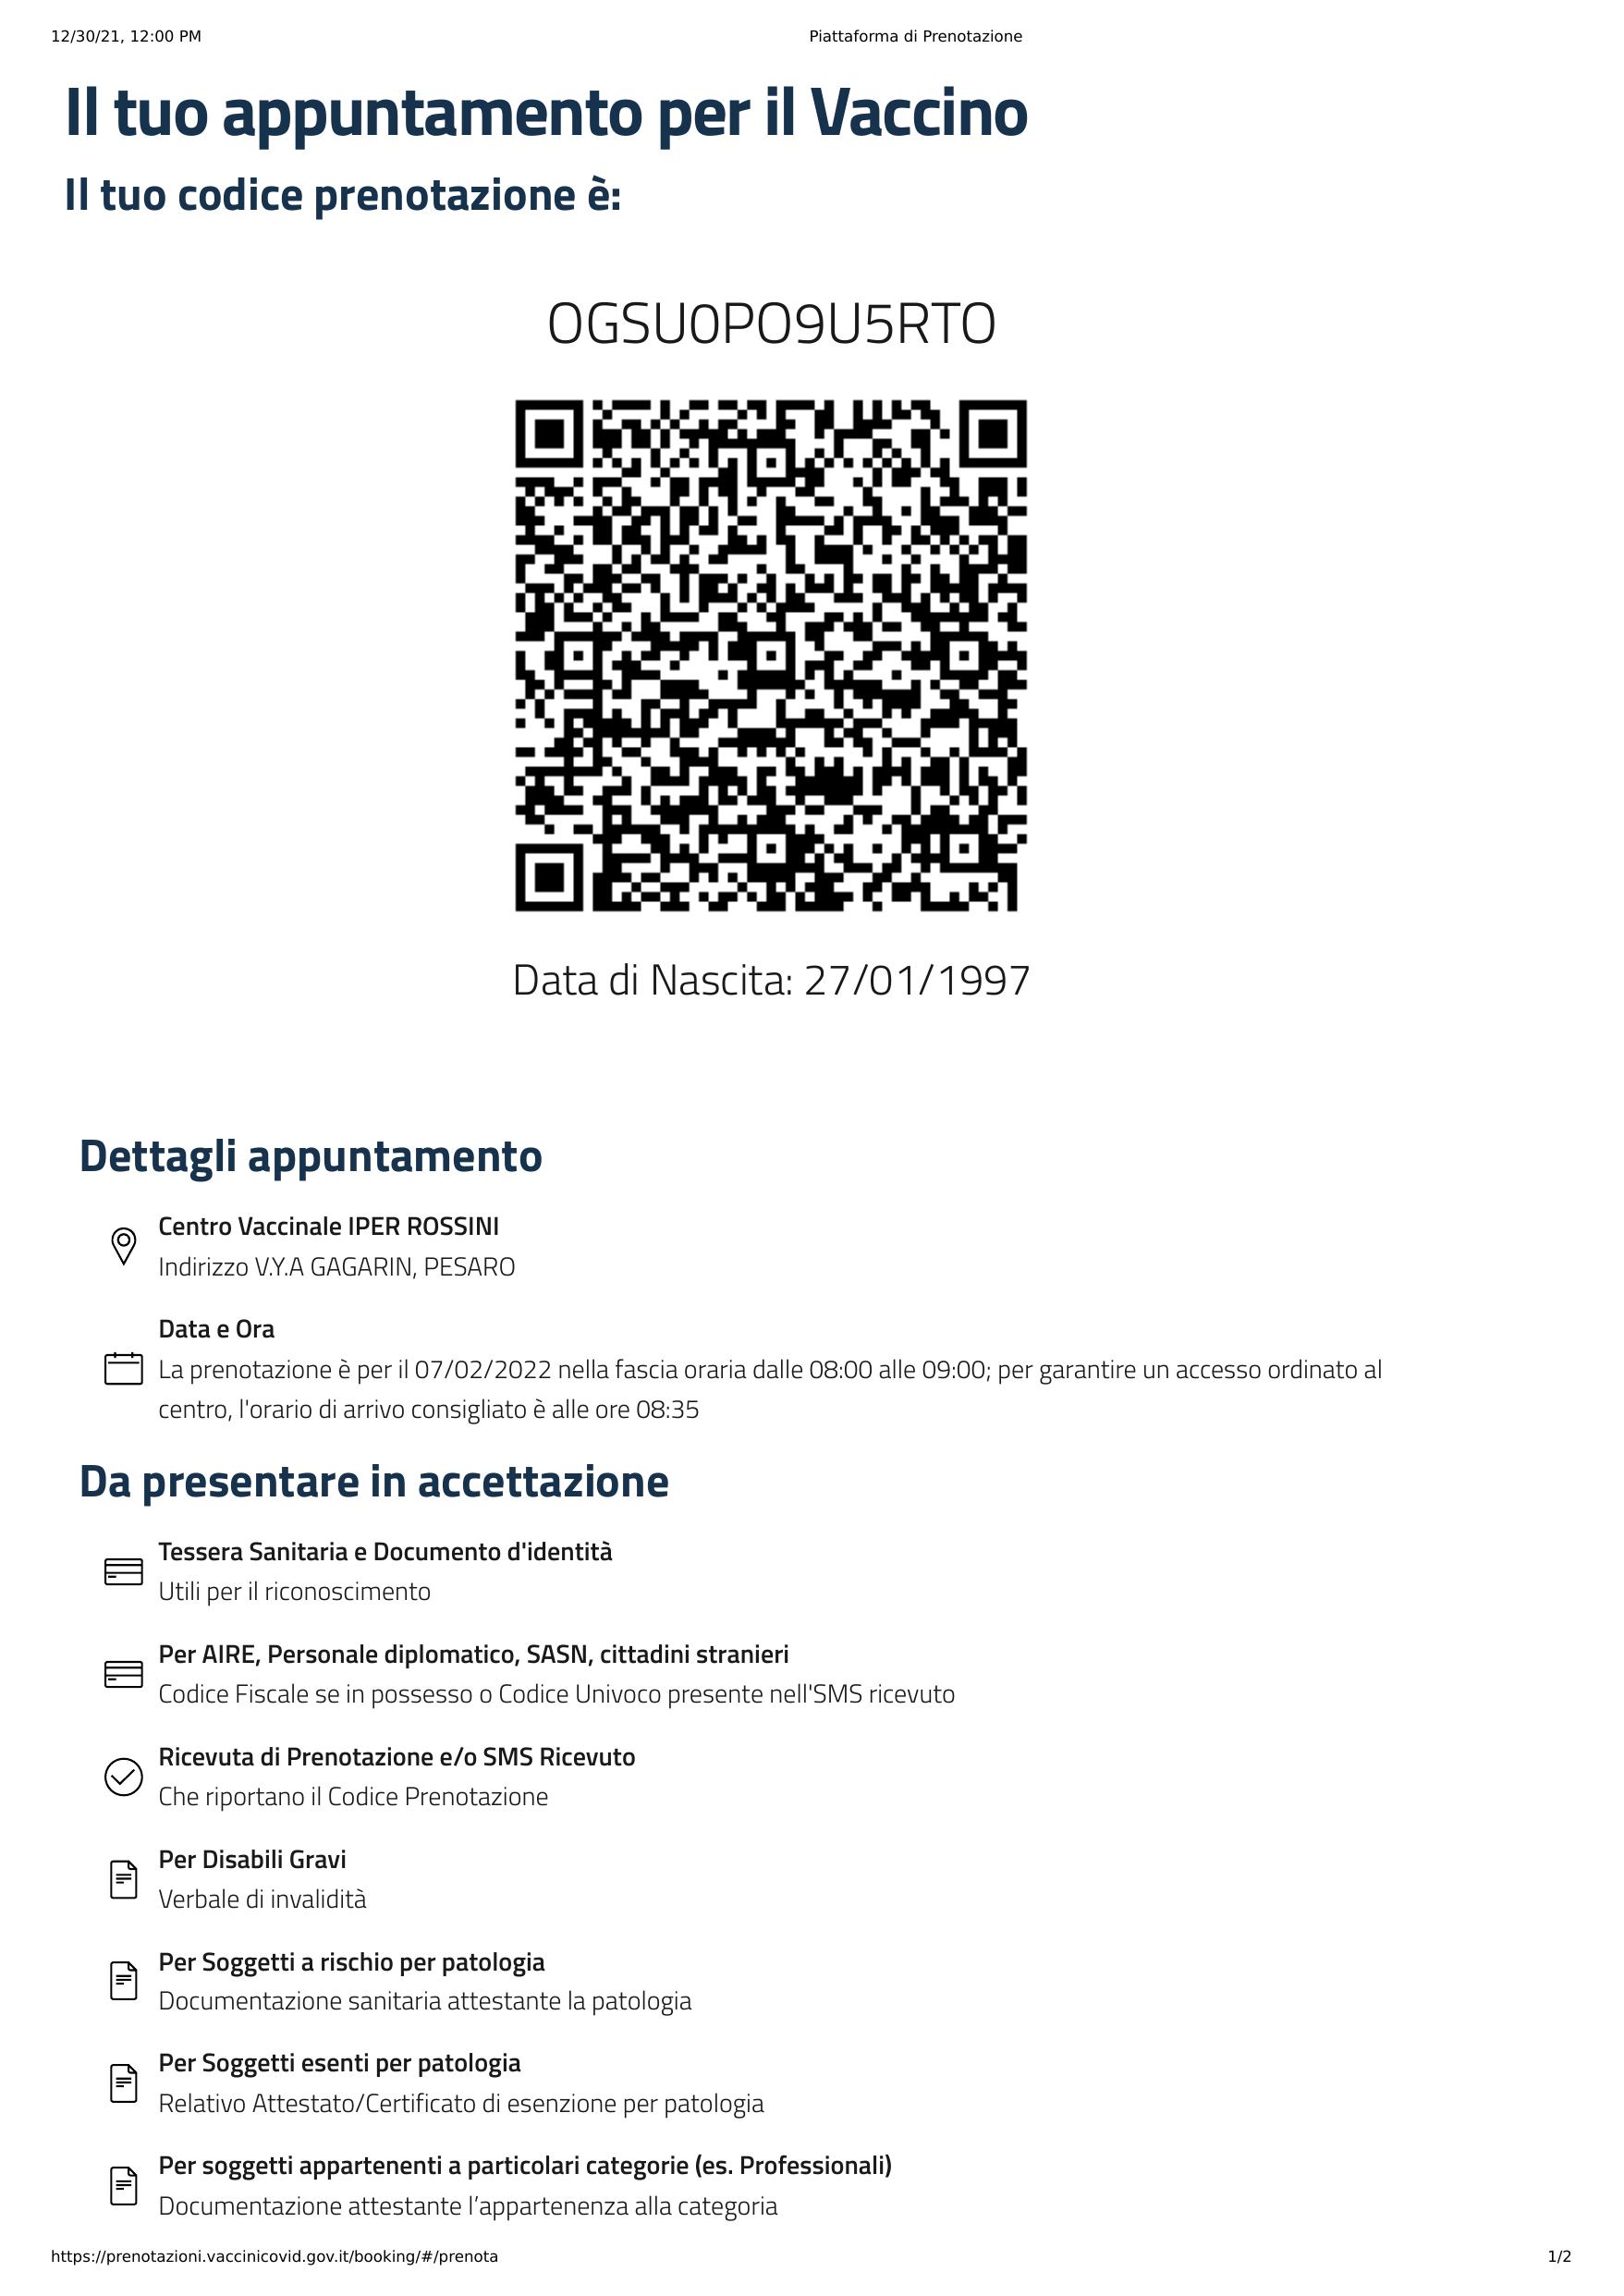 12/30/21, 12:00 PM
Piattaforma di Prenotazione
Il tuo appuntamento per il Vaccino
Il tuo codice prenotazione è:
OGSU0PO9U5RTO
Data di Nascita: 27/01/1997
Dettagli appuntamento
Centro Vaccinale IPER ROSSINI
Indirizzo V.Y.A GAGARIN, PESARO
Data e Ora
La prenotazione è per il 07/02/2022 nella fascia oraria dalle 08:00 alle 09:00; per garantire un accesso ordinato al
centro, l'orario di arrivo consigliato è alle ore 08:35
Da presentare in accettazione
Tessera Sanitaria e Documento d'identità
Utili per il riconoscimento
Per AIRE, Personale diplomatico, SASN, cittadini stranieri
Codice Fiscale se in possesso o Codice Univoco presente nell'SMS ricevuto
Ricevuta di Prenotazione e/o SMS Ricevuto
Che riportano il Codice Prenotazione
Per Disabili Gravi
Verbale di invalidità
Per Soggetti a rischio per patologia
Documentazione sanitaria attestante la patologia
Per Soggetti esenti per patologia
Relativo Attestato/Certificato di esenzione per patologia
Per soggetti appartenenti a particolari categorie (es. Professionali)
Documentazione attestante l’appartenenza alla categoria
https://prenotazioni.vaccinicovid.gov.it/booking/#/prenota
1/2